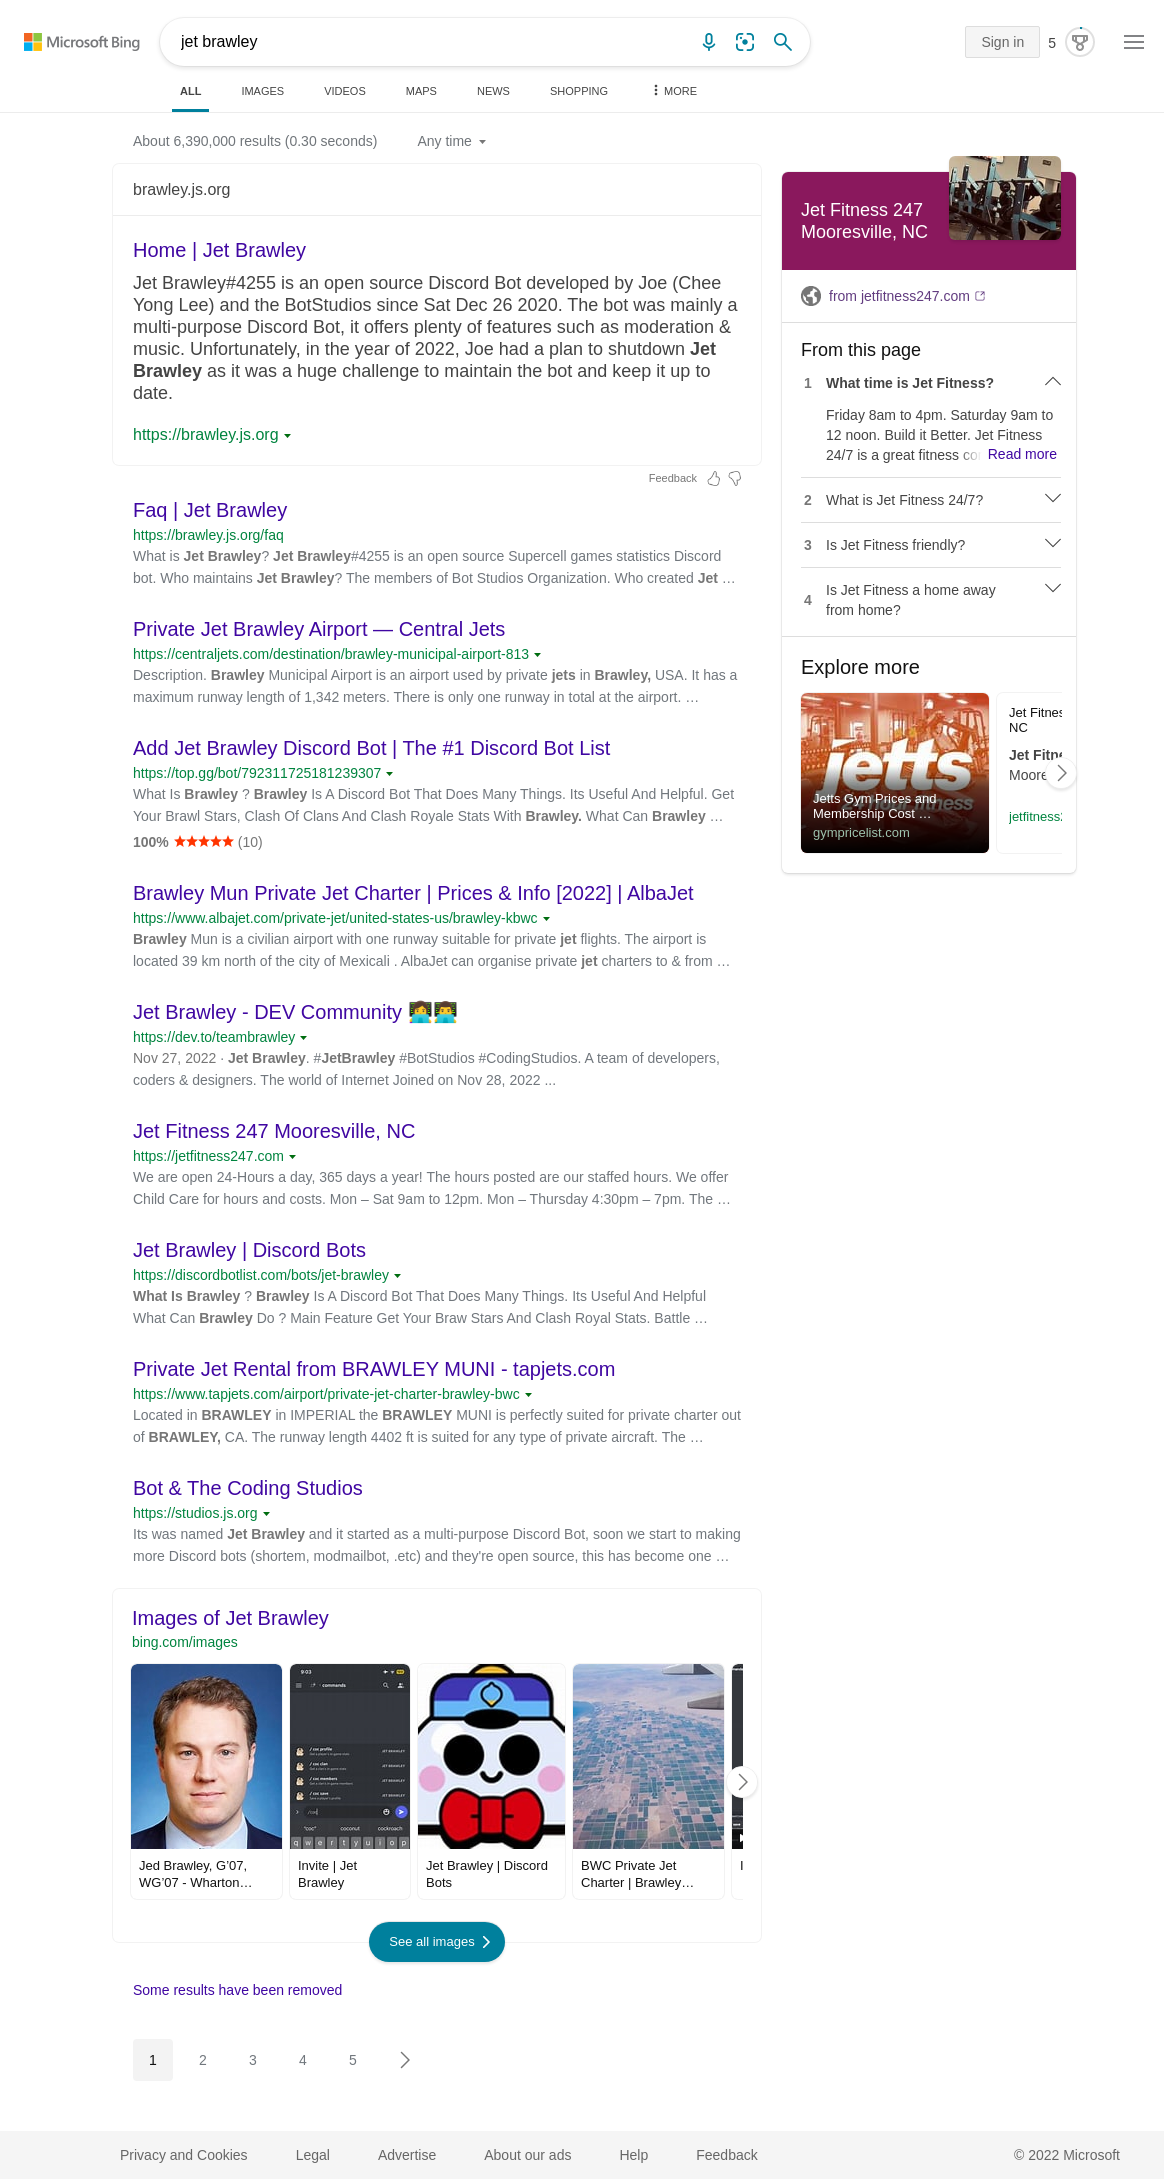 Microsoft Bing
jet brawley
Sign in
5
ALL
IMAGES
VIDEOS
MAPS
NEWS
SHOPPING
MORE
About 6,390,000 results (0.30 seconds)
Any time
brawley.js.org
Home | Jet Brawley
Jet Brawley#4255 is an open source Discord Bot developed by Joe (Chee
Yong Lee) and the BotStudios since Sat Dec 26 2020. The bot was mainly a
multi-purpose Discord Bot, it offers plenty of features such as moderation &
music. Unfortunately, in the year of 2022, Joe had a plan to shutdown Jet
Brawley as it was a huge challenge to maintain the bot and keep it up to
date.
https://brawley.js.org
Feedback
Faq | Jet Brawley
https://brawley.js.org/faq
What is Jet Brawley? Jet Brawley#4255 is an open source Supercell games statistics Discord
bot. Who maintains Jet Brawley? The members of Bot Studios Organization. Who created Jet …
Private Jet Brawley Airport — Central Jets
https://centraljets.com/destination/brawley-municipal-airport-813
Description. Brawley Municipal Airport is an airport used by private jets in Brawley, USA. It has a
maximum runway length of 1,342 meters. There is only one runway in total at the airport. …
Add Jet Brawley Discord Bot | The #1 Discord Bot List
https://top.gg/bot/792311725181239307
What Is Brawley ? Brawley Is A Discord Bot That Does Many Things. Its Useful And Helpful. Get
Your Brawl Stars, Clash Of Clans And Clash Royale Stats With Brawley. What Can Brawley …
100% ★★★★★ (10)
Brawley Mun Private Jet Charter | Prices & Info [2022] | AlbaJet
https://www.albajet.com/private-jet/united-states-us/brawley-kbwc
Brawley Mun is a civilian airport with one runway suitable for private jet flights. The airport is
located 39 km north of the city of Mexicali . AlbaJet can organise private jet charters to & from …
Jet Brawley - DEV Community 👩‍💻👨‍💻
https://dev.to/teambrawley
Nov 27, 2022 · Jet Brawley. #JetBrawley #BotStudios #CodingStudios. A team of developers,
coders & designers. The world of Internet Joined on Nov 28, 2022 ...
Jet Fitness 247 Mooresville, NC
https://jetfitness247.com
We are open 24-Hours a day, 365 days a year! The hours posted are our staffed hours. We offer
Child Care for hours and costs. Mon – Sat 9am to 12pm. Mon – Thursday 4:30pm – 7pm. The …
Jet Brawley | Discord Bots
https://discordbotlist.com/bots/jet-brawley
What Is Brawley ? Brawley Is A Discord Bot That Does Many Things. Its Useful And Helpful
What Can Brawley Do ? Main Feature Get Your Braw Stars And Clash Royal Stats. Battle …
Private Jet Rental from BRAWLEY MUNI - tapjets.com
https://www.tapjets.com/airport/private-jet-charter-brawley-bwc
Located in BRAWLEY in IMPERIAL the BRAWLEY MUNI is perfectly suited for private charter out
of BRAWLEY, CA. The runway length 4402 ft is suited for any type of private aircraft. The …
Bot & The Coding Studios
https://studios.js.org
Its was named Jet Brawley and it started as a multi-purpose Discord Bot, soon we start to making
more Discord bots (shortem, modmailbot, .etc) and they're open source, this has become one …
Images of Jet Brawley
bing.com/images
9:03
commands
/ coc profile
JET BRAWLEY
/ coc clan
JET BRAWLEY
/ coc members
JET BRAWLEY
/ coc save
JET BRAWLEY
/coc
"coc"
coconut
cockroach
q w e r t y u i o p
Jed Brawley, G’07,
WG’07 - Wharton…
Invite | Jet
Brawley
Jet Brawley | Discord
Bots
BWC Private Jet
Charter | Brawley…
See all images
Some results have been removed
1
2
3
4
5
Jet Fitness 247
Mooresville, NC
from jetfitness247.com
From this page
1 What time is Jet Fitness?
Friday 8am to 4pm. Saturday 9am to
12 noon. Build it Better. Jet Fitness
24/7 is a great fitness Read more
2 What is Jet Fitness 24/7?
3 Is Jet Fitness friendly?
4 Is Jet Fitness a home away
from home?
Explore more
jetts
24 hour fitness
Jetts Gym Prices and
Membership Cost …
gympricelist.com
Jet Fitnes
NC
Jet Fitne
Moore
jetfitness2
Privacy and Cookies
Legal
Advertise
About our ads
Help
Feedback
© 2022 Microsoft